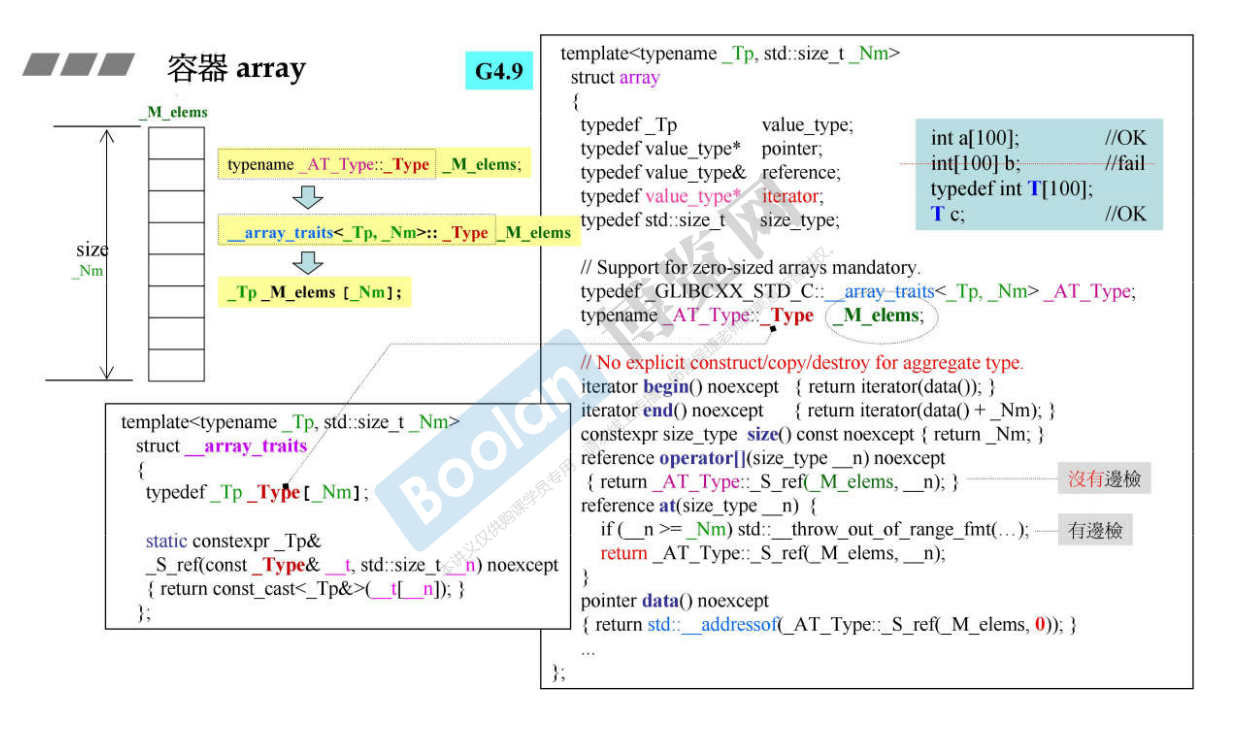 容器 array
G4.9
_M_elems
size
_Nm
typename _AT_Type::_Type _M_elems;
__array_traits<_Tp, _Nm>:: _Type _M_elems
_Tp _M_elems [_Nm];
template<typename _Tp, std::size_t _Nm>
struct __array_traits
{
typedef _Tp _Type[_Nm];
static constexpr _Tp&
_S_ref(const _Type& __t, std::size_t __n) noexcept
{ return const_cast<_Tp&>(__t[__n]); }
};
template<typename _Tp, std::size_t _Nm>
struct array
{
typedef _Tp value_type;
typedef value_type* pointer;
typedef value_type& reference;
typedef value_type* iterator;
typedef std::size_t size_type;
// Support for zero-sized arrays mandatory.
typedef _GLIBCXX_STD_C::__array_traits<_Tp, _Nm> _AT_Type;
typename _AT_Type::_Type _M_elems;
// No explicit construct/copy/destroy for aggregate type.
iterator begin() noexcept { return iterator(data()); }
iterator end() noexcept { return iterator(data() + _Nm); }
constexpr size_type size() const noexcept { return _Nm; }
reference operator[](size_type __n) noexcept
{ return _AT_Type::_S_ref(_M_elems, __n); }
沒有邊檢
reference at(size_type __n) {
if (__n >= _Nm) std::__throw_out_of_range_fmt(…);
有邊檢
return _AT_Type::_S_ref(_M_elems, __n);
}
pointer data() noexcept
{ return std::__addressof(_AT_Type::_S_ref(_M_elems, 0)); }
…
};
int a[100]; //OK
int[100] b; //fail
typedef int T[100];
T c; //OK
Boolan 博览网